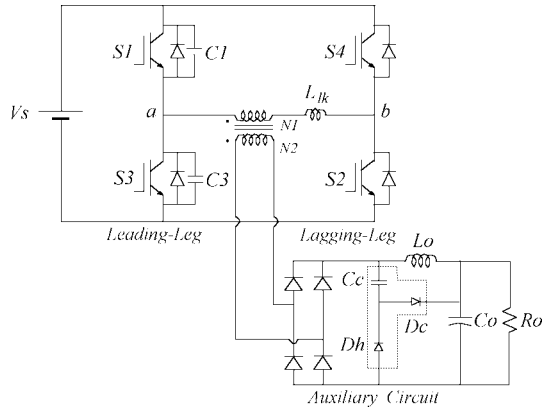 S1
C1
S4
Vs
a
Llk
b
N1
N2
S3
C3
S2
Leading-Leg
Lagging-Leg
Lo
Cc
Dc
Co
Ro
Dh
Auxiliary Circuit